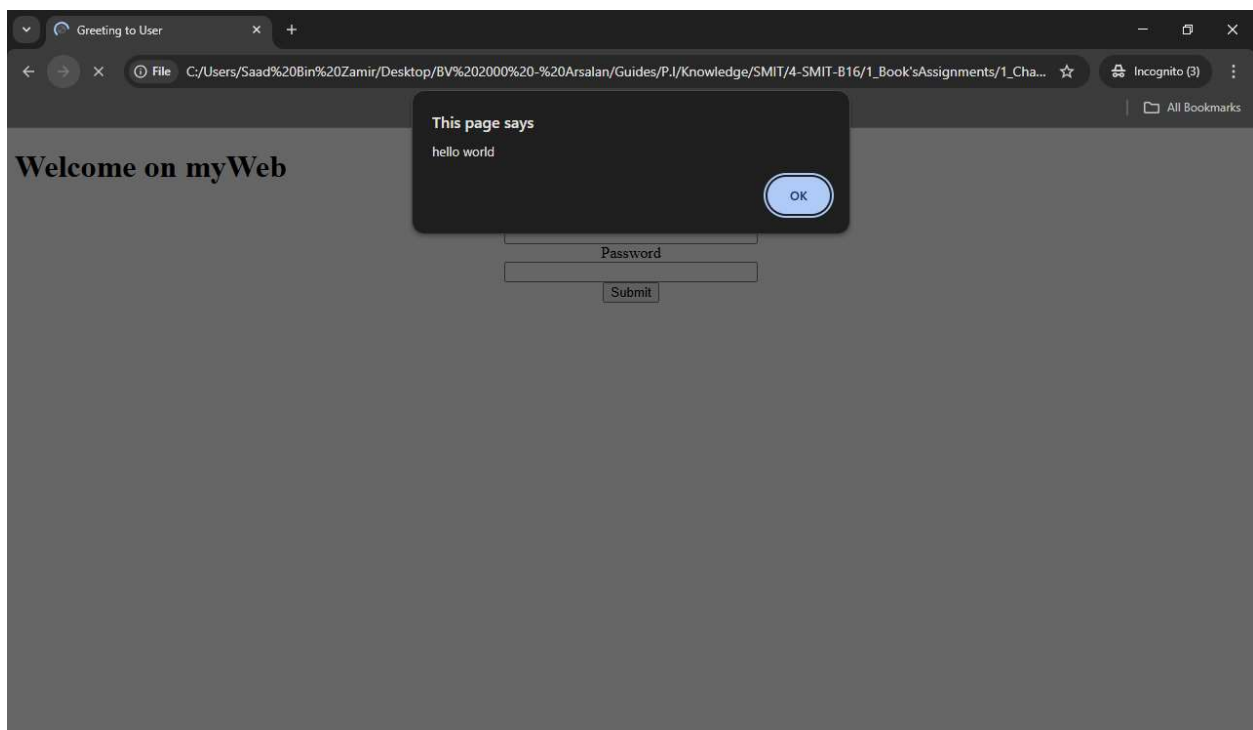 Greeting to User
File C:/Users/Saad%20Bin%20Zamir/Desktop/BV%202000%20-%20Arsalan/Guides/P.I/Knowledge/SMIT/4-SMIT-B16/1_Book'sAssignments/1_Cha... Incognito (3)
All Bookmarks
This page says
hello world
OK
Welcome on myWeb
Password
Submit